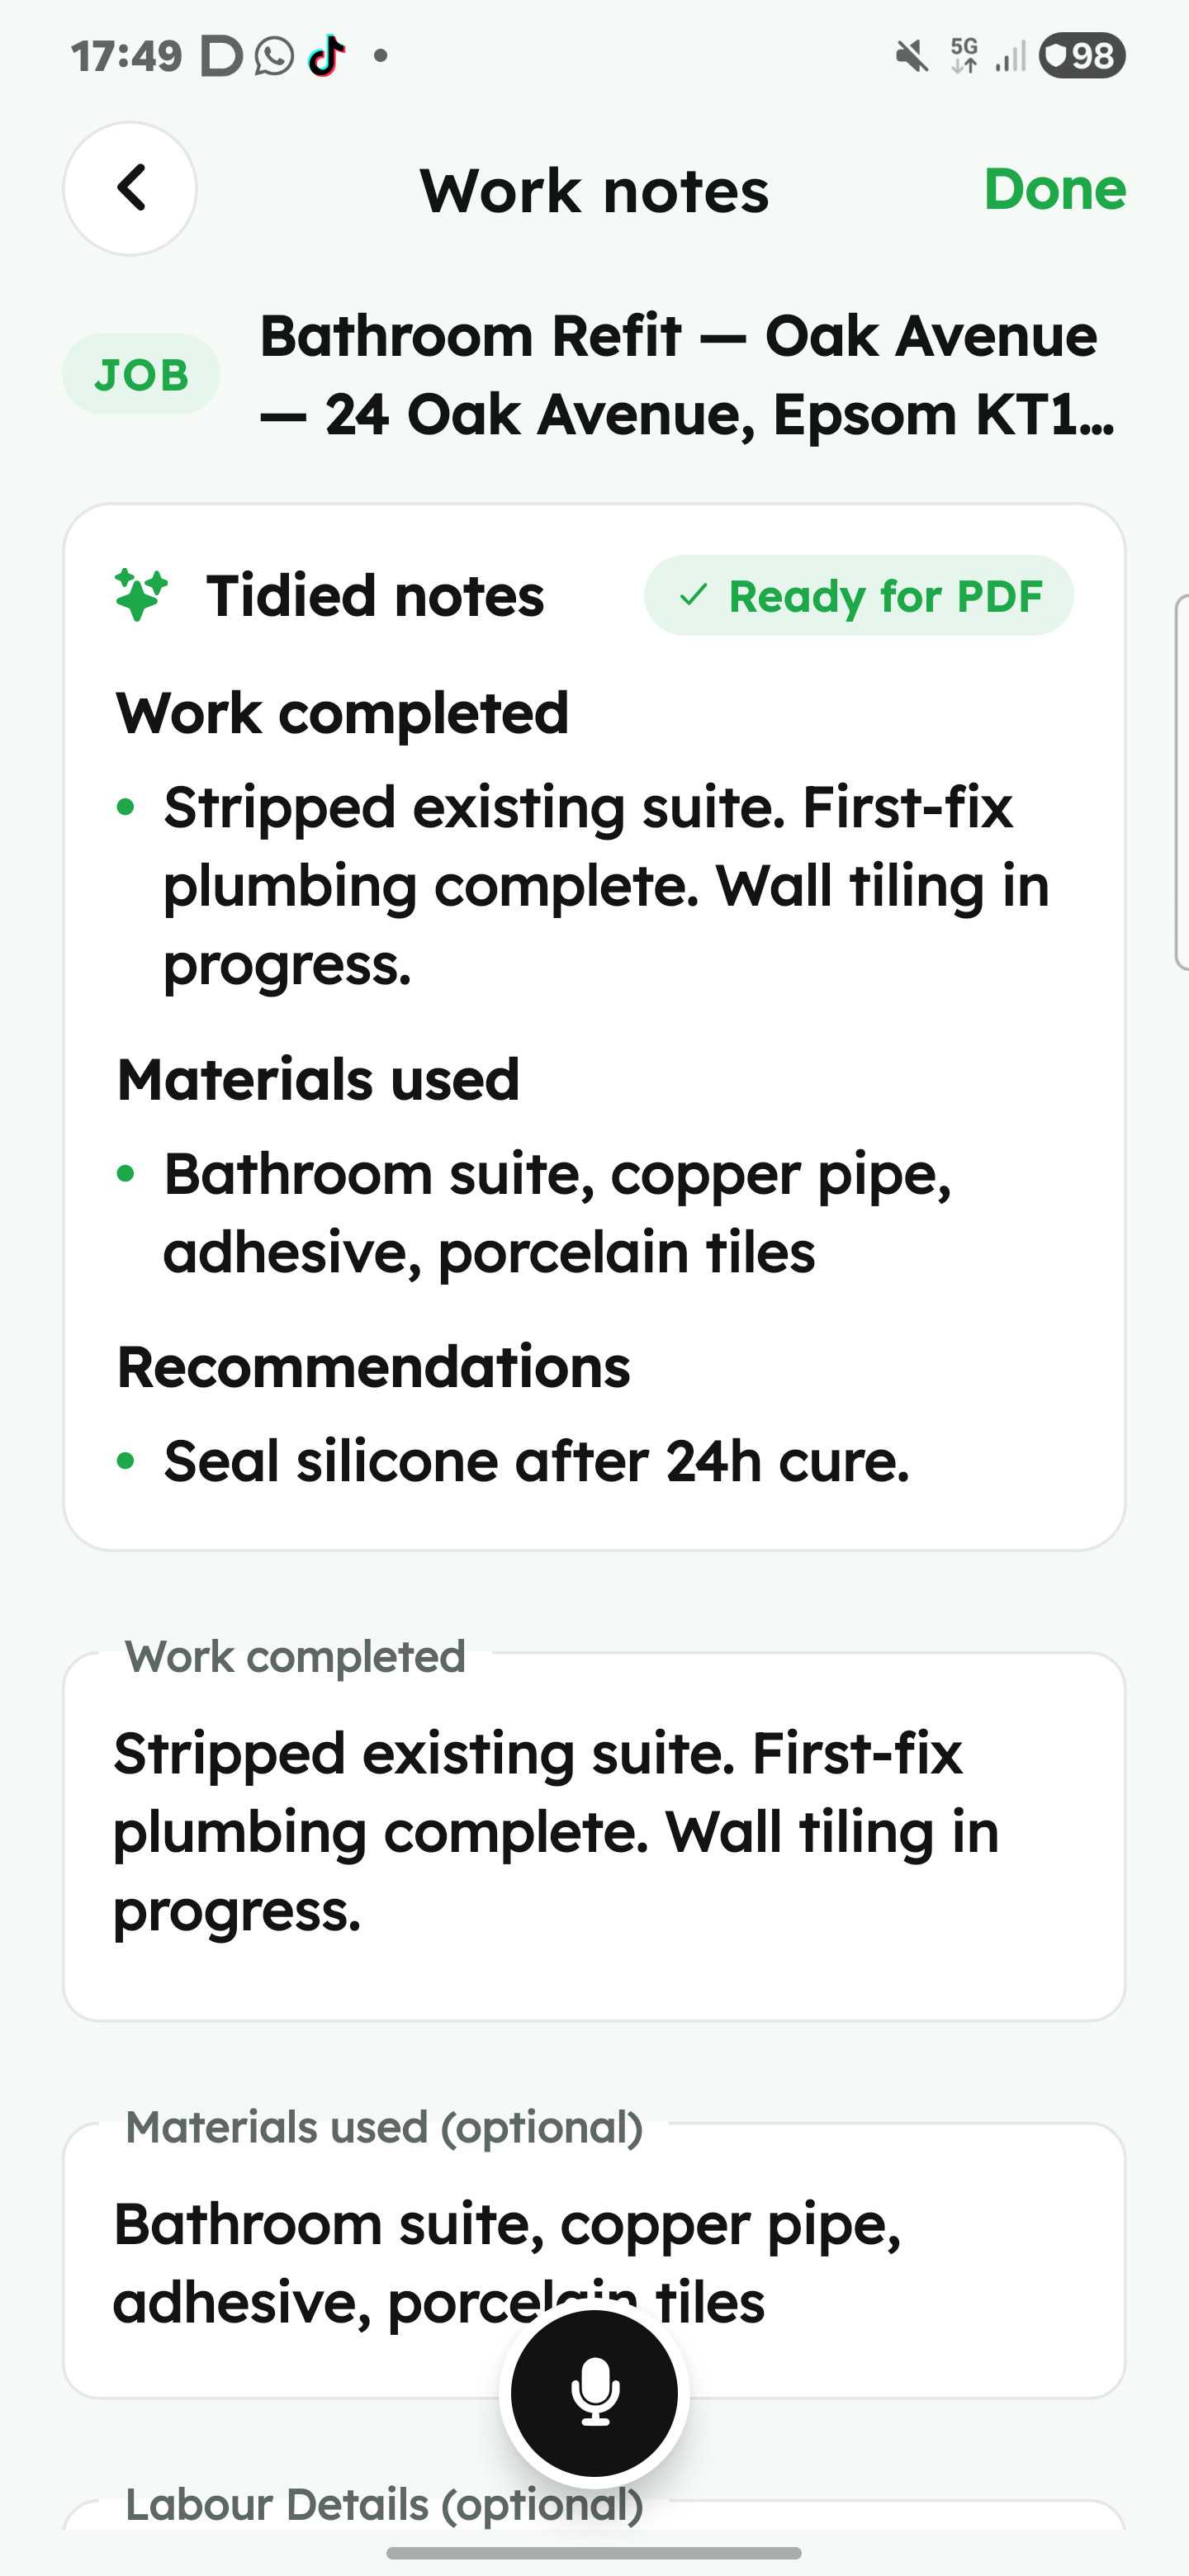 17:49
5G
98
Work notes
Done
JOB
Bathroom Refit — Oak Avenue
— 24 Oak Avenue, Epsom KT1...
Tidied notes
✓ Ready for PDF
Work completed
• Stripped existing suite. First-fix
plumbing complete. Wall tiling in
progress.
Materials used
• Bathroom suite, copper pipe,
adhesive, porcelain tiles
Recommendations
• Seal silicone after 24h cure.
Work completed
Stripped existing suite. First-fix
plumbing complete. Wall tiling in
progress.
Materials used (optional)
Bathroom suite, copper pipe,
adhesive, porcelain tiles
Labour Details (optional)